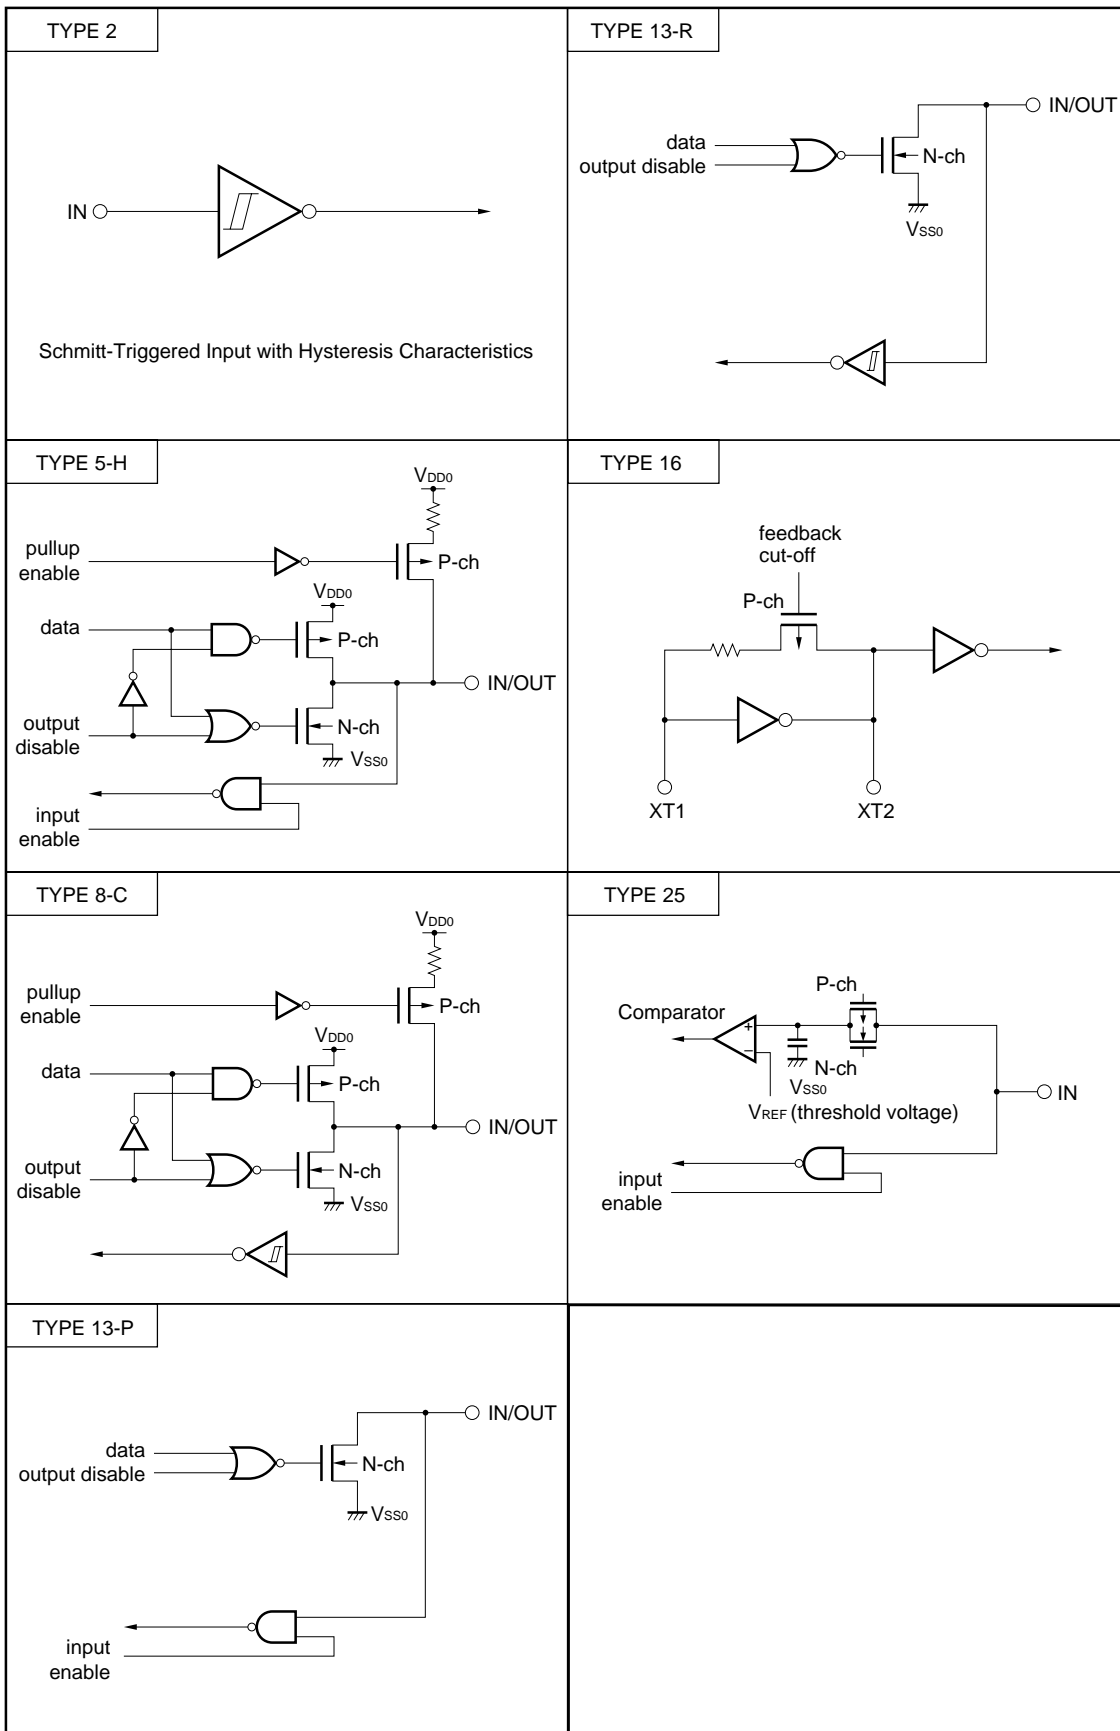 TYPE 2
IN
Schmitt-Triggered Input with Hysteresis Characteristics
TYPE 13-R
data
output disable
IN/OUT
N-ch
VSS0
TYPE 5-H
VDD0
pullup
enable
P-ch
VDD0
data
P-ch
IN/OUT
output
disable
N-ch
VSS0
input
enable
TYPE 16
feedback
cut-off
P-ch
XT1
XT2
TYPE 8-C
VDD0
pullup
enable
P-ch
VDD0
data
P-ch
IN/OUT
output
disable
N-ch
VSS0
TYPE 25
P-ch
Comparator
+
−
N-ch
VSS0
VREF (threshold voltage)
IN
input
enable
TYPE 13-P
IN/OUT
data
output disable
N-ch
VSS0
input
enable